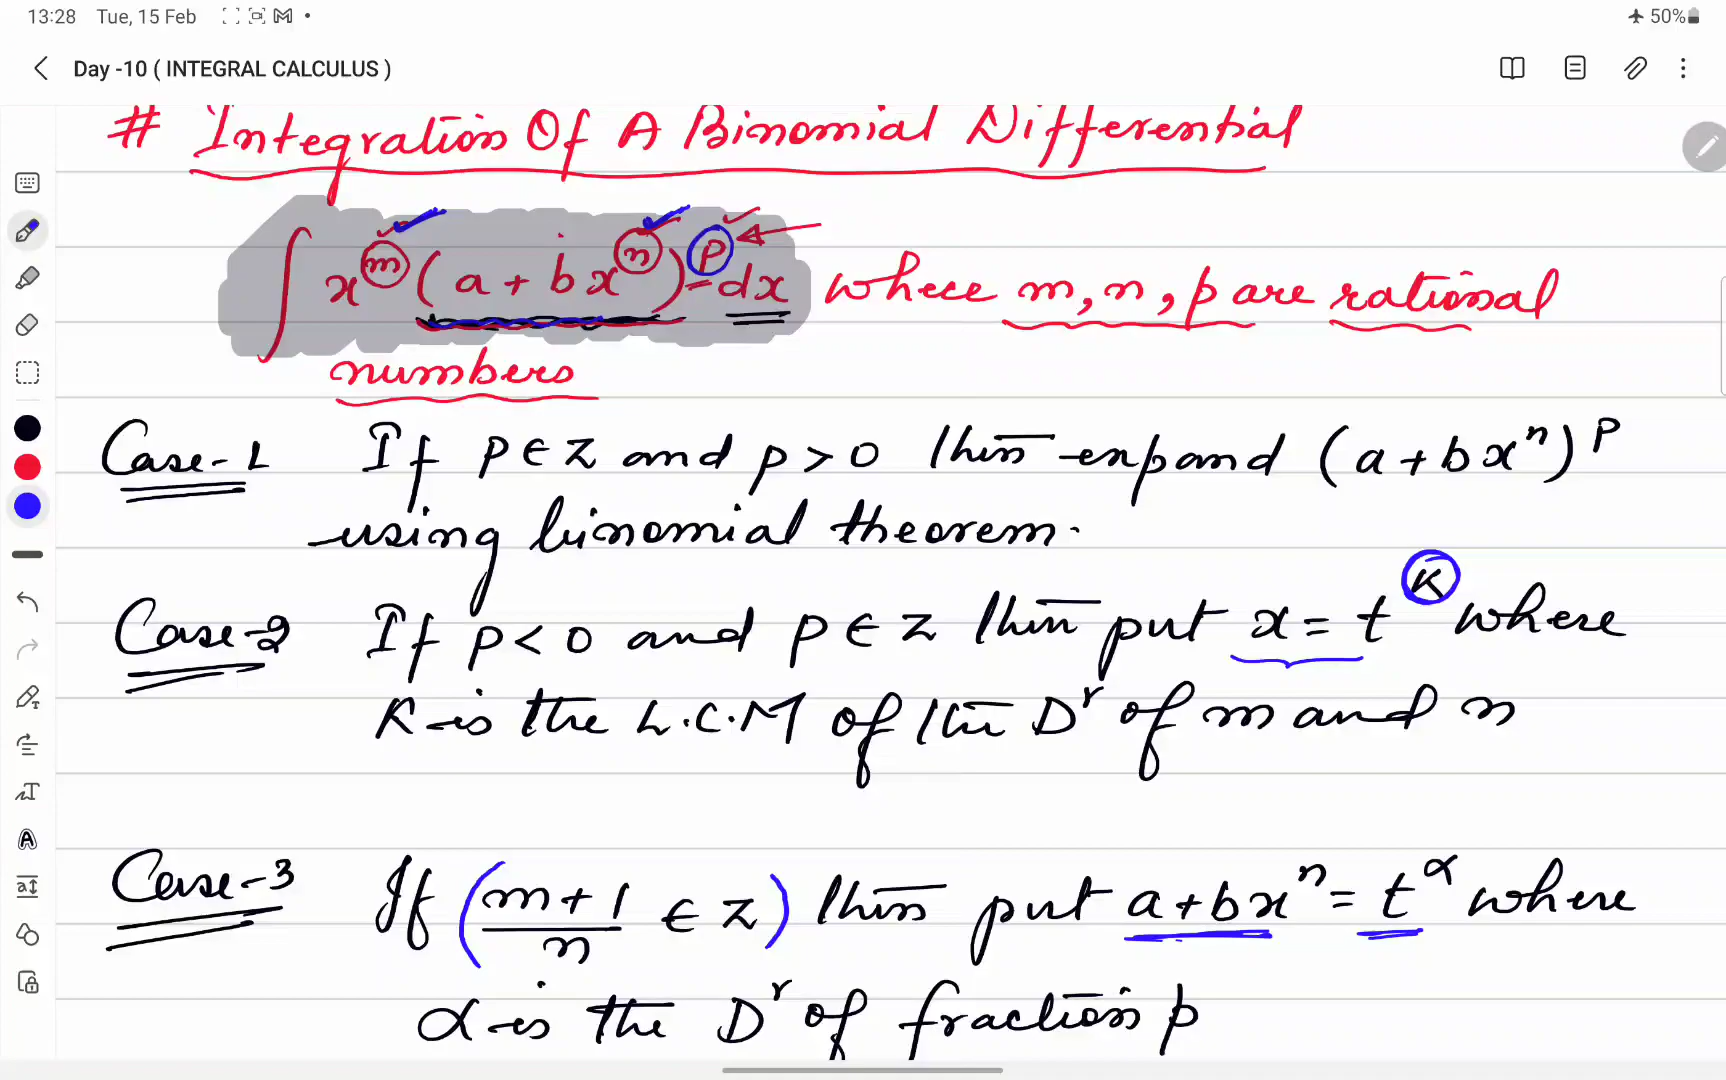 13:28 Tue, 15 Feb 50%
Day -10 ( INTEGRAL CALCULUS )
# Integration Of A Binomial Differential
∫ x^m (a + bx^n)^p dx where m, n, p are rational
numbers
Case-1 If p ∈ Z and p > 0 then expand (a + bx^n)^p
using binomial theorem.
Case-2 If p < 0 and p ∈ Z then put x = t^K where
K is the L.C.M of the D^r of m and n
Case-3 If (m+1/n ∈ Z) then put a+bx^n = t^α where
α is the D^r of fraction p